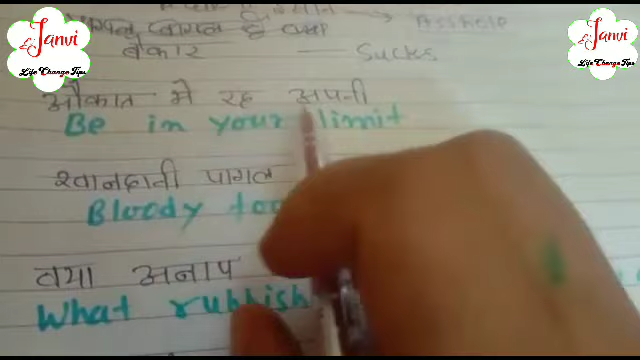 Janvi
Life Change Tips
Janvi
Life Change Tips
Asshole
बेकार — Sucks
औकात मे रह अपनी
Be in your limit
खानदानी पागल
Bloody
क्या अनाप
What rubbish